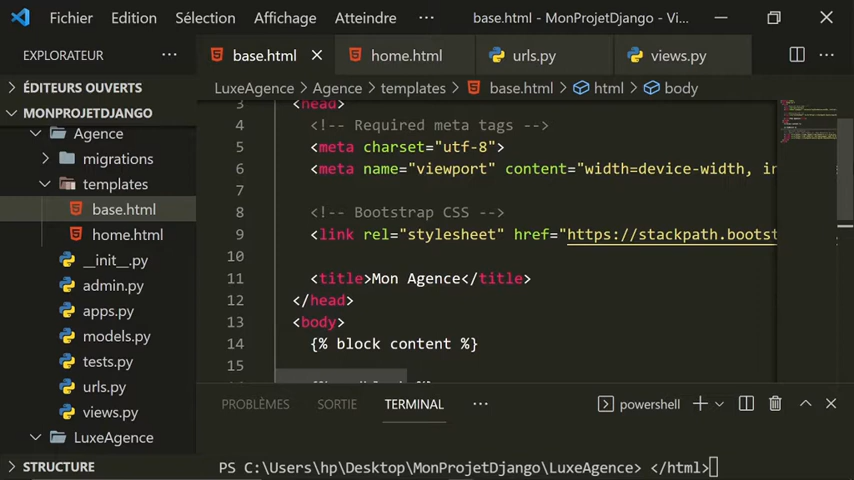 Fichier Edition Sélection Affichage Atteindre ··· base.html - MonProjetDjango - Vi...
EXPLORATEUR ··· base.html home.html urls.py views.py ···
ÉDITEURS OUVERTS
LuxeAgence > Agence > templates > base.html > html > body
MONPROJETDJANGO
Agence
migrations
templates
base.html
home.html
__init__.py
admin.py
apps.py
models.py
tests.py
urls.py
views.py
LuxeAgence
STRUCTURE
3 <head>
4 <!-- Required meta tags -->
5 <meta charset="utf-8">
6 <meta name="viewport" content="width=device-width, in
7
8 <!-- Bootstrap CSS -->
9 <link rel="stylesheet" href="https://stackpath.bootst
10
11 <title>Mon Agence</title>
12 </head>
13 <body>
14 {% block content %}
15
PROBLÈMES SORTIE TERMINAL ··· powershell
PS C:\Users\hp\Desktop\MonProjetDjango\LuxeAgence> </html>